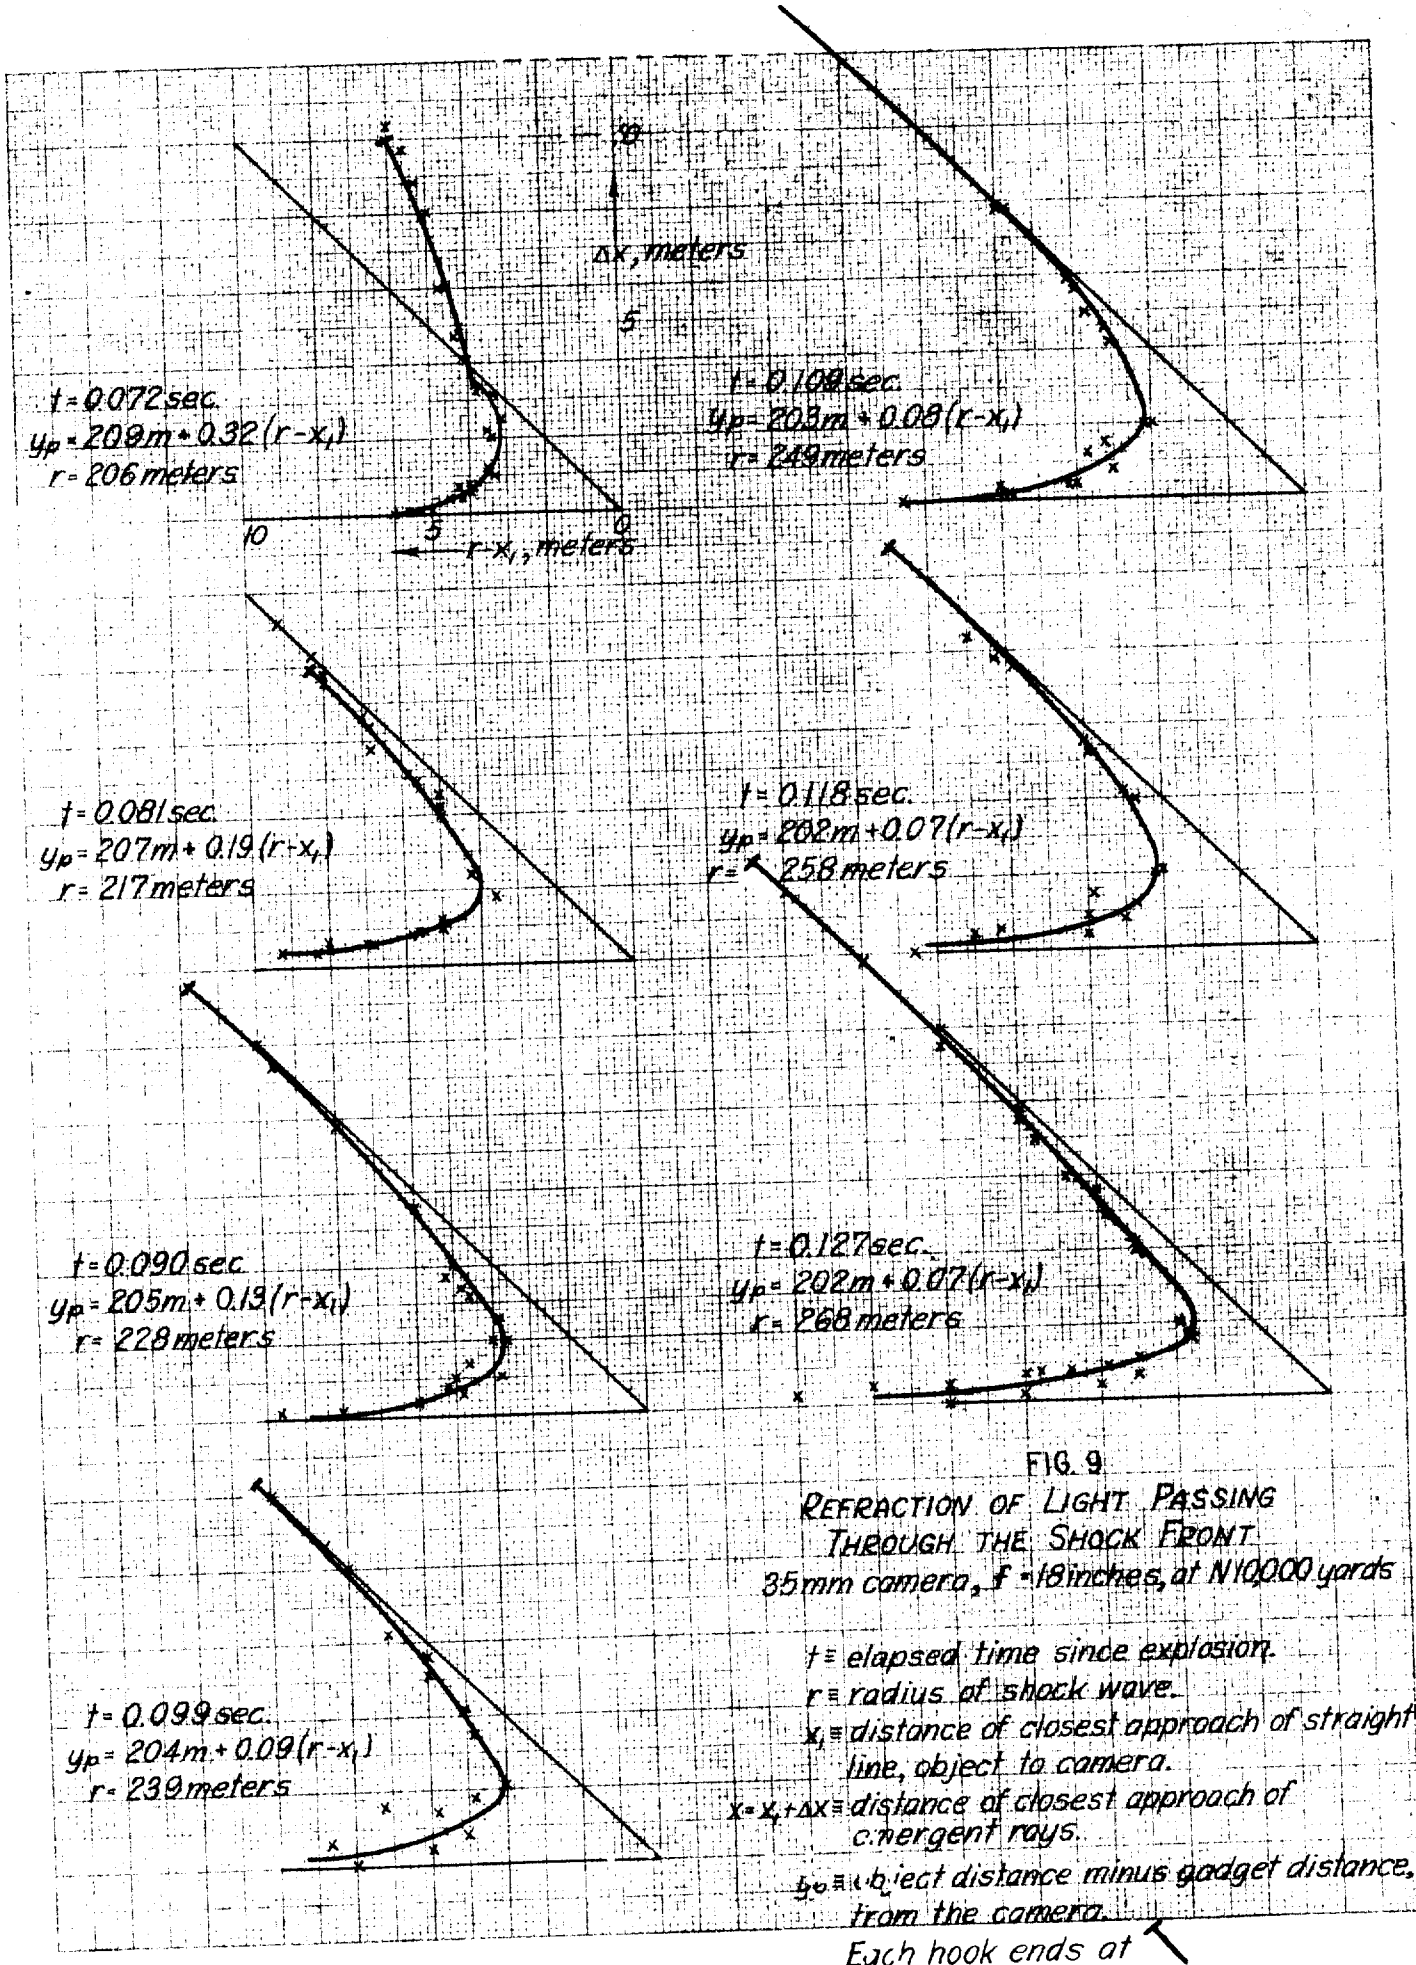 10
Δx, meters
5
t = 0.072 sec.
yp = 209m + 0.32 (r-x₁)
r = 206 meters
10 5 0
r-x₁, meters
t = 0.109 sec.
yp = 203m + 0.08 (r-x₁)
r = 249 meters
t = 0.081 sec.
yp = 207m + 0.19 (r-x₁)
r = 217 meters
t = 0.118 sec.
yp = 202m + 0.07 (r-x₁)
r = 258 meters
t = 0.090 sec.
yp = 205m + 0.13 (r-x₁)
r = 228 meters
t = 0.127 sec.
yp = 202m + 0.07 (r-x₁)
r = 268 meters
t = 0.099 sec.
yp = 204m + 0.09 (r-x₁)
r = 239 meters
FIG. 9
REFRACTION OF LIGHT PASSING
THROUGH THE SHOCK FRONT
35mm camera, f = 18 inches, at N 10,000 yards
t ≡ elapsed time since explosion.
r ≡ radius of shock wave.
x₁ ≡ distance of closest approach of straight
line, object to camera.
x = x₁ + Δx ≡ distance of closest approach of
emergent rays.
yp ≡ object distance minus gadget distance,
from the camera.
Each hook ends at